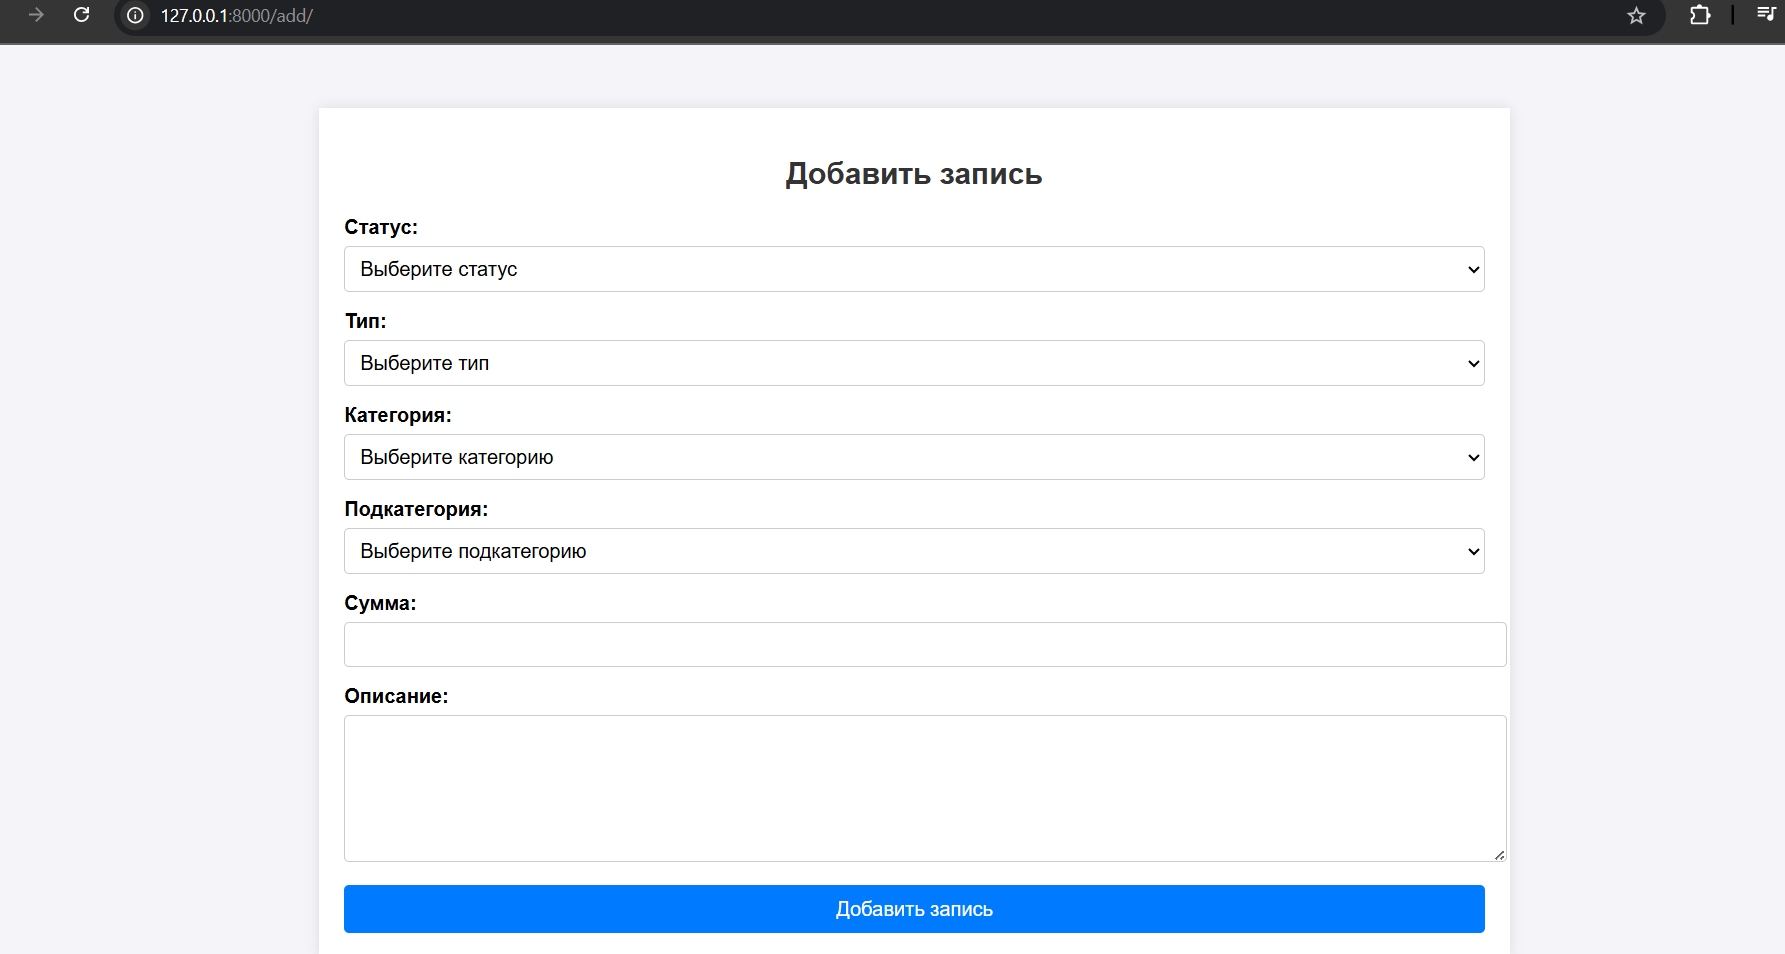 127.0.0.1:8000/add/
Добавить запись
Статус:
Выберите статус
Тип:
Выберите тип
Категория:
Выберите категорию
Подкатегория:
Выберите подкатегорию
Сумма:
Описание:
Добавить запись